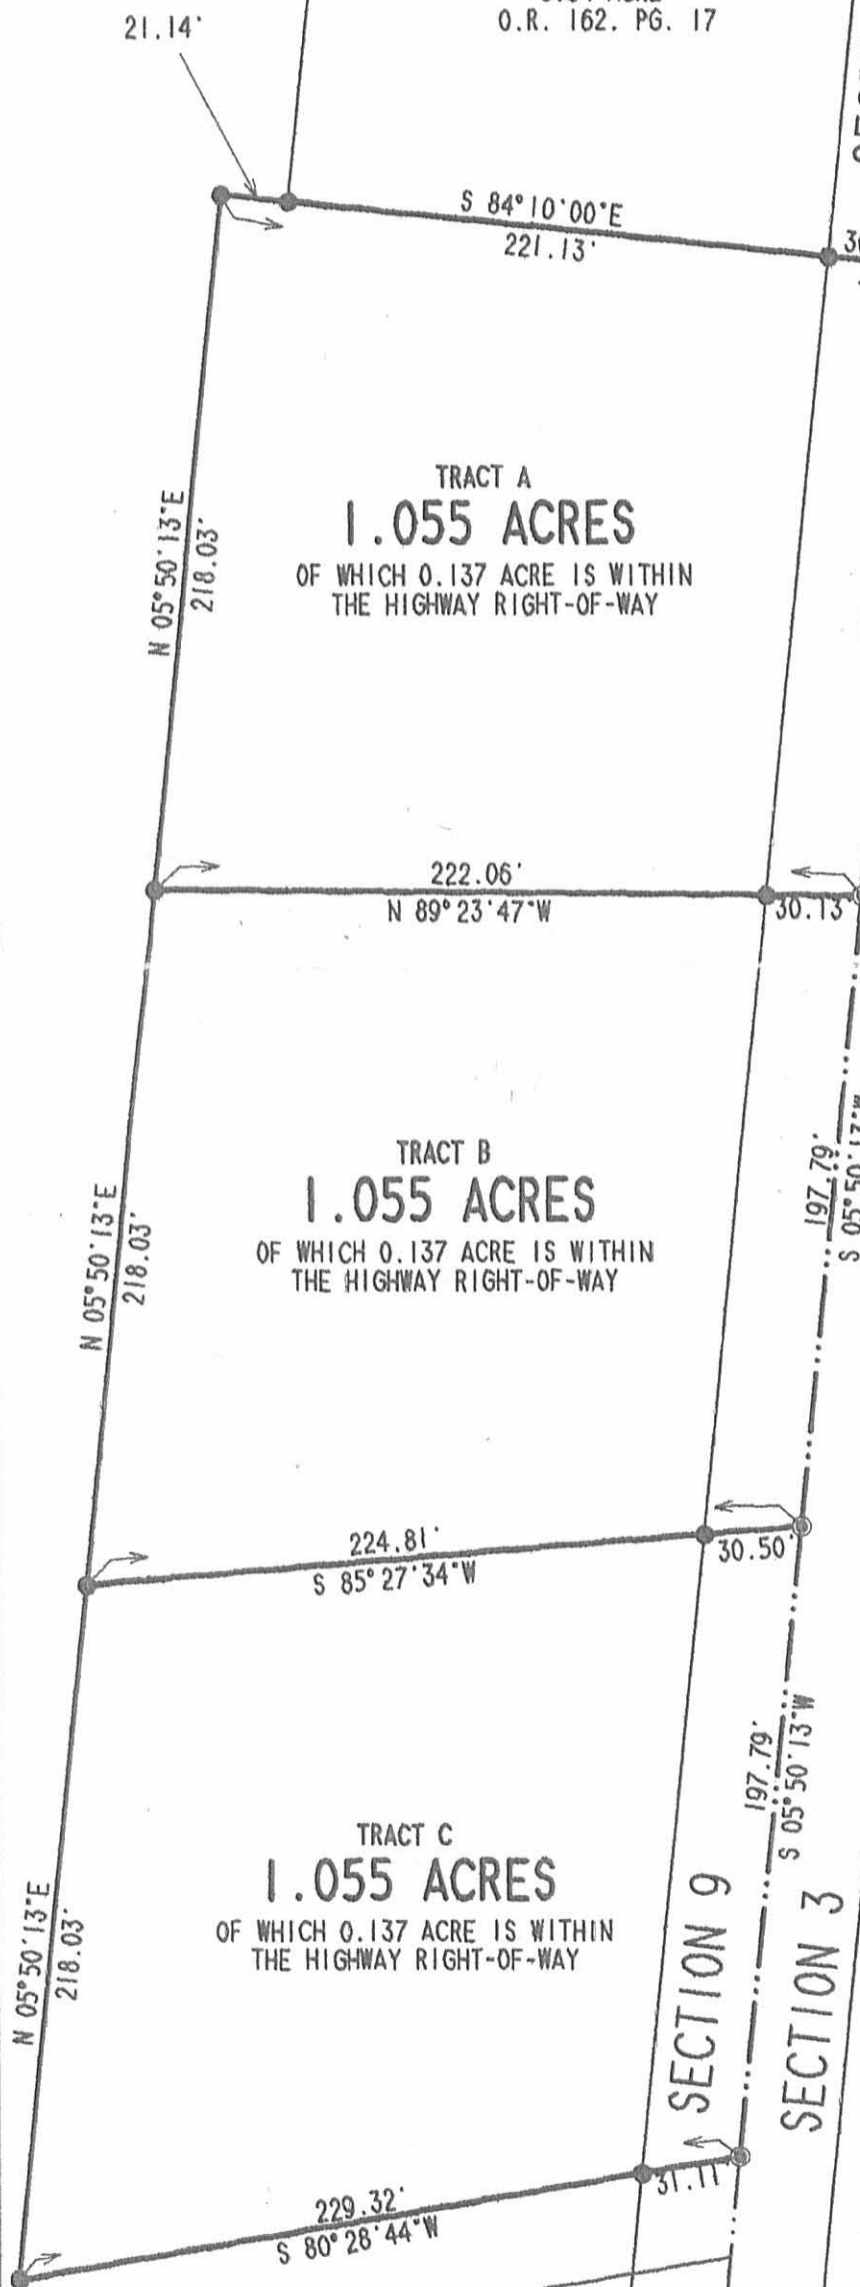 21.14'
O.R. 162. PG. 17
S 84°10'00"E
221.13'
TRACT A
1.055 ACRES
OF WHICH 0.137 ACRE IS WITHIN
THE HIGHWAY RIGHT-OF-WAY
N 05°50'13"E
218.03'
222.06'
N 89°23'47"W
30.13'
TRACT B
1.055 ACRES
OF WHICH 0.137 ACRE IS WITHIN
THE HIGHWAY RIGHT-OF-WAY
N 05°50'13"E
218.03'
197.79'
S 05°50'13"W
224.81'
S 85°27'34"W
30.50'
TRACT C
1.055 ACRES
OF WHICH 0.137 ACRE IS WITHIN
THE HIGHWAY RIGHT-OF-WAY
N 05°50'13"E
218.03'
197.79'
S 05°50'13"W
SECTION 9
SECTION 3
229.32'
S 80°28'44"W
31.11'